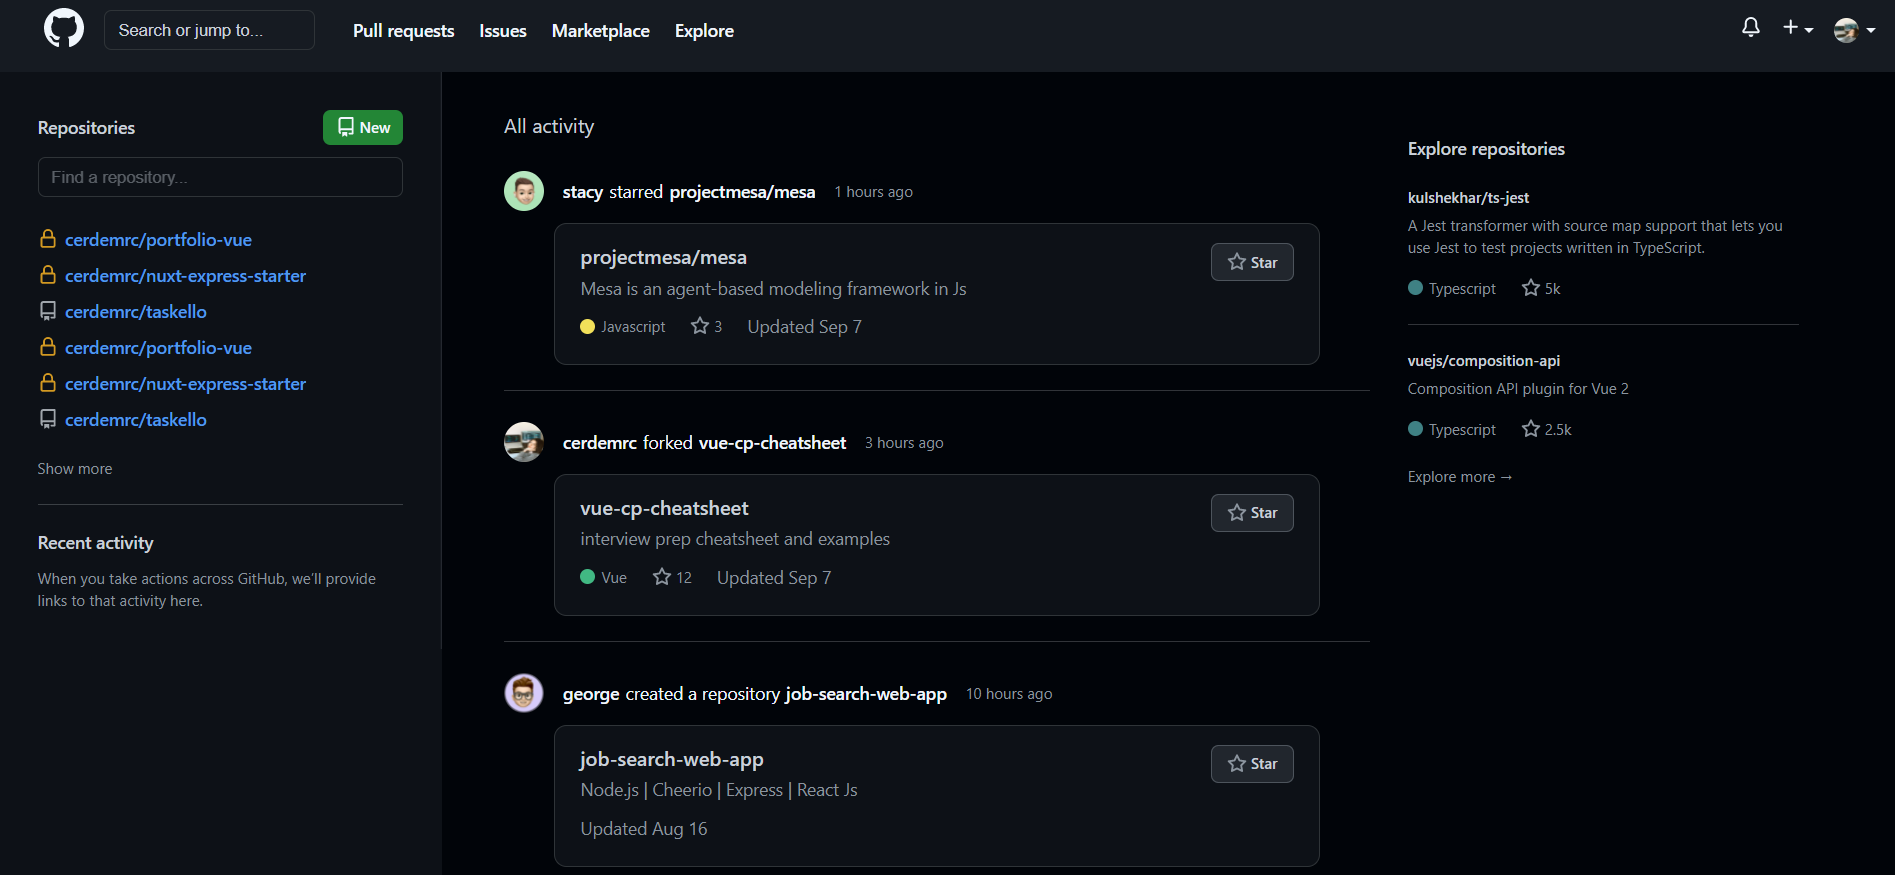 Search or jump to...
Pull requests
Issues
Marketplace
Explore
Repositories
New
Find a repository...
cerdemrc/portfolio-vue
cerdemrc/nuxt-express-starter
cerdemrc/taskello
cerdemrc/portfolio-vue
cerdemrc/nuxt-express-starter
cerdemrc/taskello
Show more
Recent activity
When you take actions across GitHub, we'll provide
links to that activity here.
All activity
stacy starred projectmesa/mesa 1 hours ago
projectmesa/mesa
Star
Mesa is an agent-based modeling framework in Js
Javascript 3 Updated Sep 7
cerdemrc forked vue-cp-cheatsheet 3 hours ago
vue-cp-cheatsheet
Star
interview prep cheatsheet and examples
Vue 12 Updated Sep 7
george created a repository job-search-web-app 10 hours ago
job-search-web-app
Star
Node.js | Cheerio | Express | React Js
Updated Aug 16
Explore repositories
kulshekhar/ts-jest
A Jest transformer with source map support that lets you
use Jest to test projects written in TypeScript.
Typescript 5k
vuejs/composition-api
Composition API plugin for Vue 2
Typescript 2.5k
Explore more →